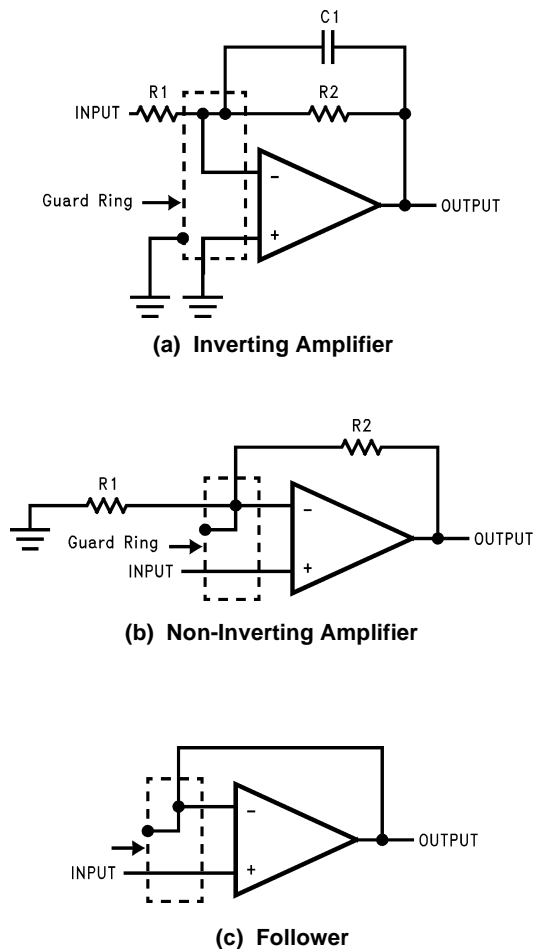 C1
R1
R2
INPUT
Guard Ring
-
+
OUTPUT
(a) Inverting Amplifier
R2
R1
-
Guard Ring
OUTPUT
INPUT
+
(b) Non-Inverting Amplifier
-
OUTPUT
INPUT
+
(c) Follower